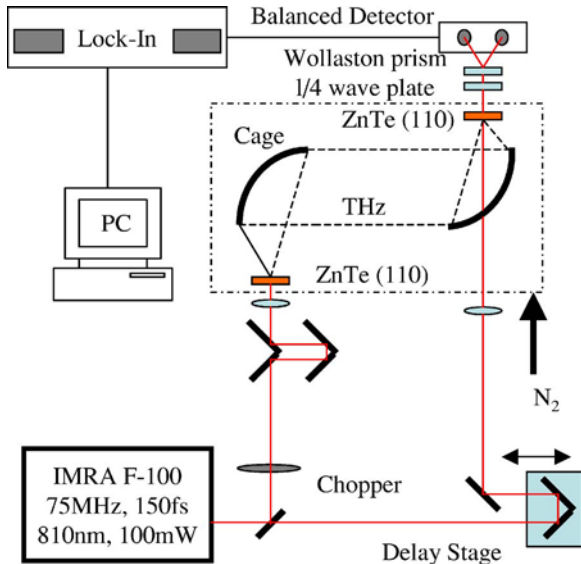 Balanced Detector
Lock-In
Wollaston prism
l/4 wave plate
ZnTe (110)
Cage
THz
PC
ZnTe (110)
N2
IMRA F-100
75MHz, 150fs
810nm, 100mW
Chopper
Delay Stage